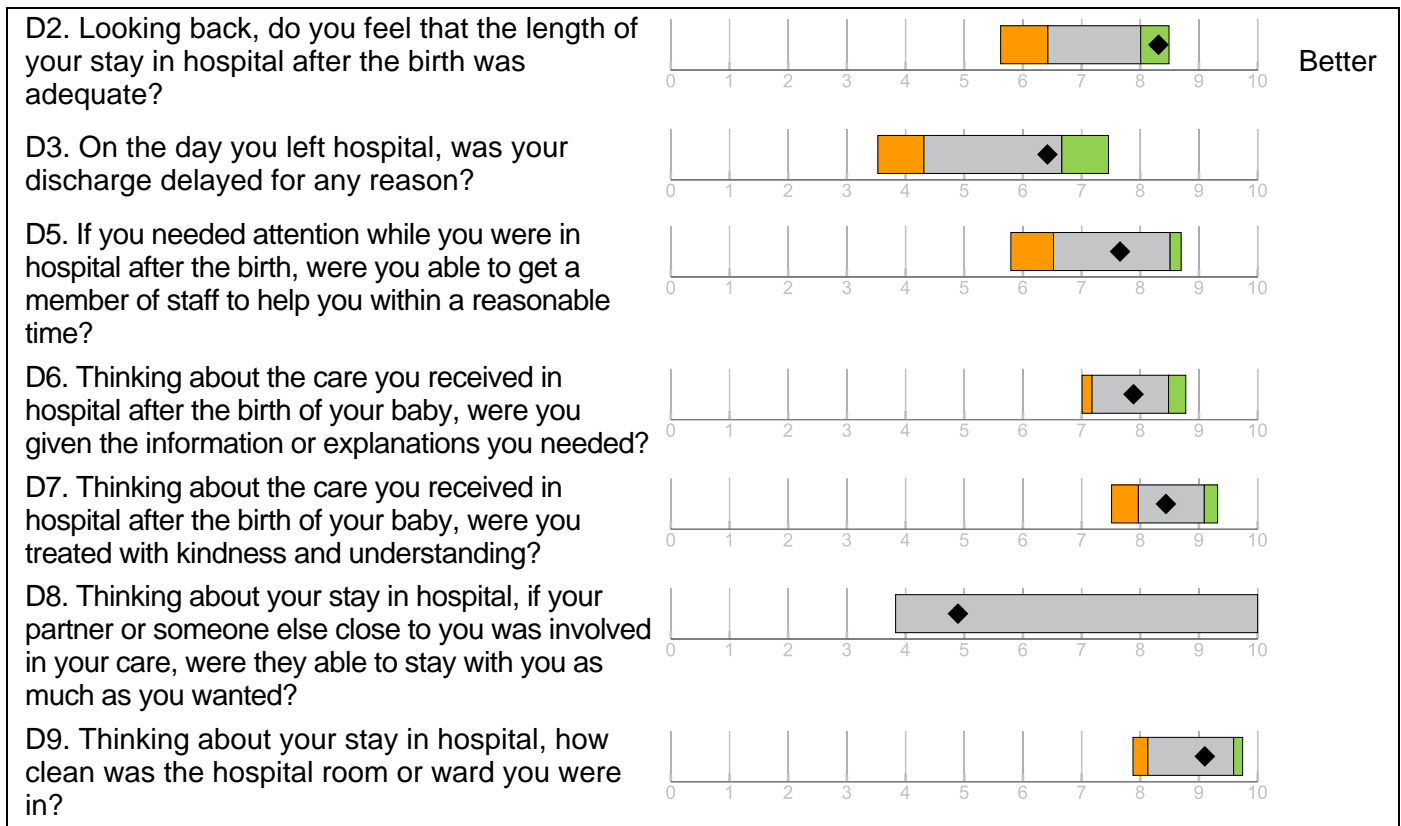 D2. Looking back, do you feel that the length of
your stay in hospital after the birth was
adequate?
0 1 2 3 4 5 6 7 8 9 10
Better
D3. On the day you left hospital, was your
discharge delayed for any reason?
0 1 2 3 4 5 6 7 8 9 10
D5. If you needed attention while you were in
hospital after the birth, were you able to get a
member of staff to help you within a reasonable
time?
0 1 2 3 4 5 6 7 8 9 10
D6. Thinking about the care you received in
hospital after the birth of your baby, were you
given the information or explanations you needed?
0 1 2 3 4 5 6 7 8 9 10
D7. Thinking about the care you received in
hospital after the birth of your baby, were you
treated with kindness and understanding?
0 1 2 3 4 5 6 7 8 9 10
D8. Thinking about your stay in hospital, if your
partner or someone else close to you was involved
in your care, were they able to stay with you as
much as you wanted?
0 1 2 3 4 5 6 7 8 9 10
D9. Thinking about your stay in hospital, how
clean was the hospital room or ward you were
in?
0 1 2 3 4 5 6 7 8 9 10